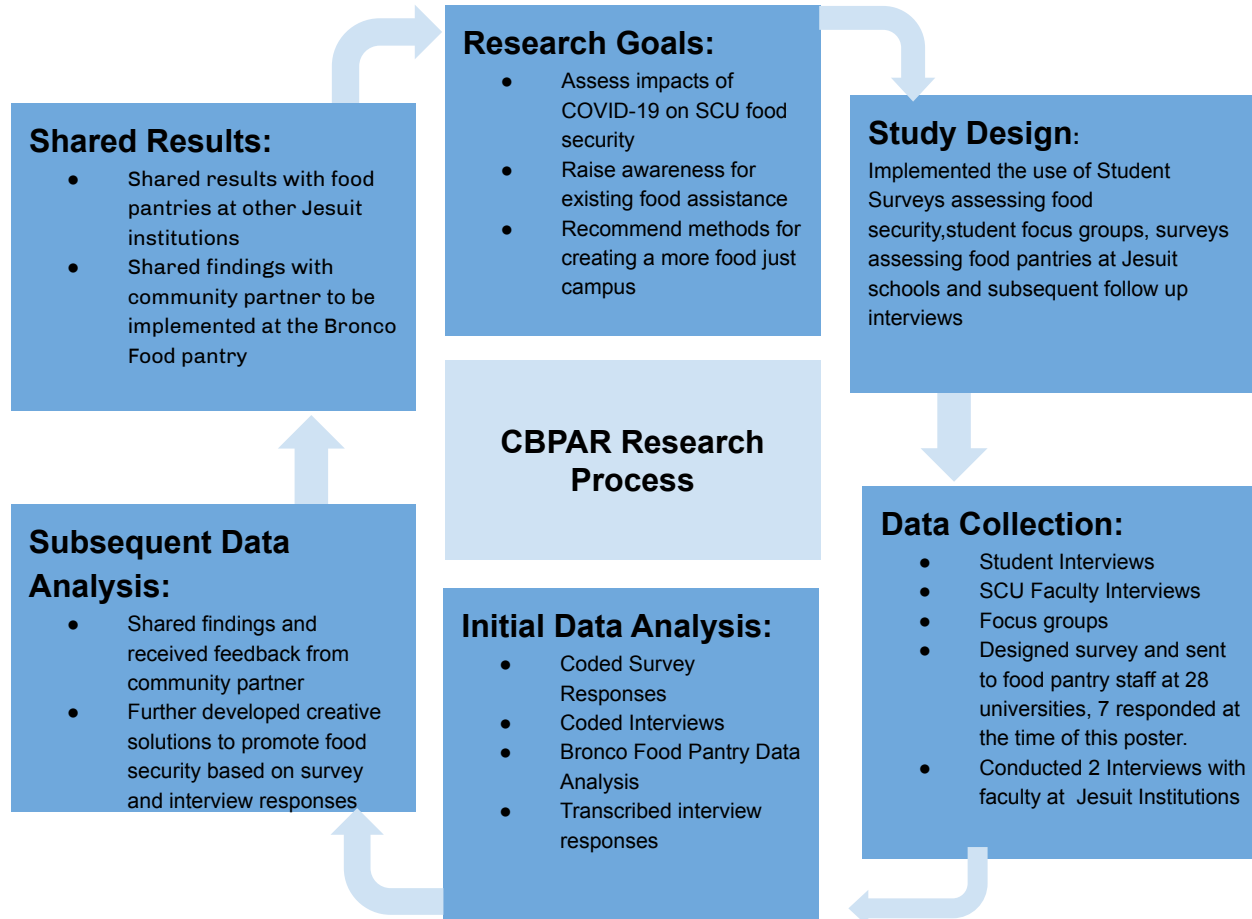 Research Goals:
● Assess impacts of
COVID-19 on SCU food
security
● Raise awareness for
existing food assistance
● Recommend methods for
creating a more food just
campus
Study Design:
Implemented the use of Student
Surveys assessing food
security,student focus groups, surveys
assessing food pantries at Jesuit
schools and subsequent follow up
interviews
Data Collection:
● Student Interviews
● SCU Faculty Interviews
● Focus groups
● Designed survey and sent
to food pantry staff at 28
universities, 7 responded at
the time of this poster.
● Conducted 2 Interviews with
faculty at Jesuit Institutions
Initial Data Analysis:
● Coded Survey
Responses
● Coded Interviews
● Bronco Food Pantry Data
Analysis
● Transcribed interview
responses
Subsequent Data
Analysis:
● Shared findings and
received feedback from
community partner
● Further developed creative
solutions to promote food
security based on survey
and interview responses
Shared Results:
● Shared results with food
pantries at other Jesuit
institutions
● Shared findings with
community partner to be
implemented at the Bronco
Food pantry
CBPAR Research
Process